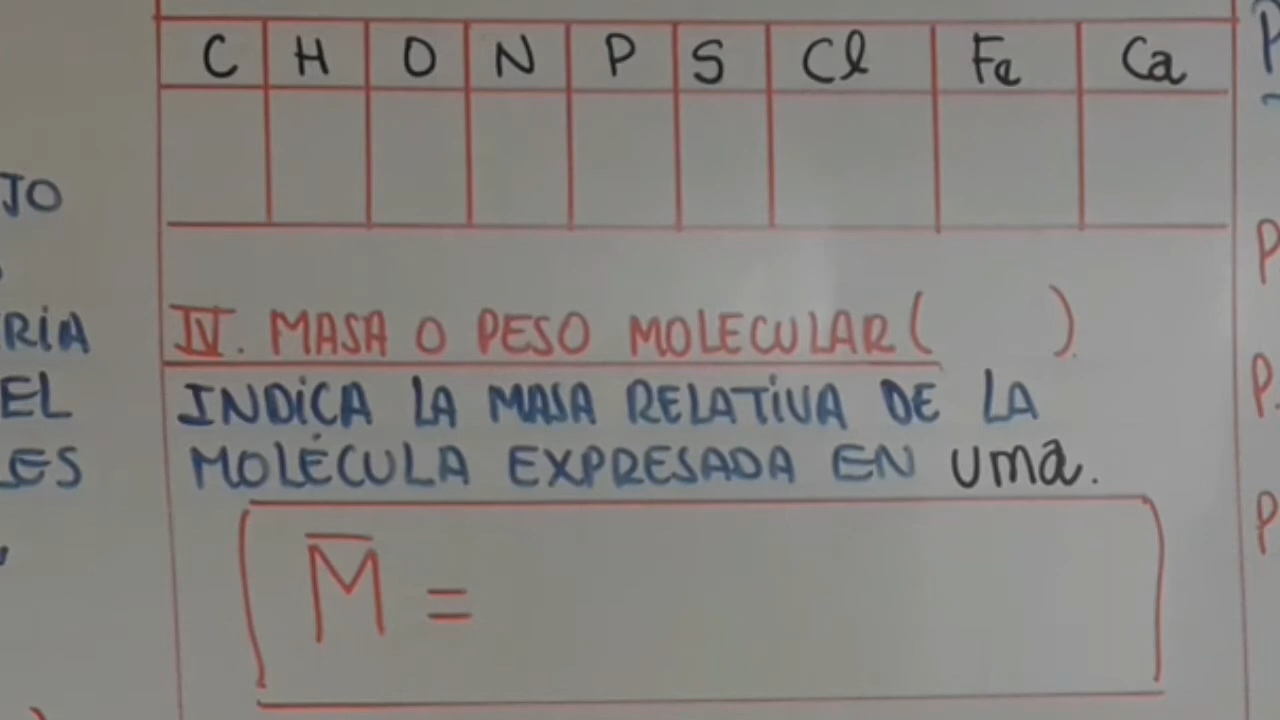 C H O N P S Cl Fe Ca
JO
RiA
EL
LES
IV. MASA O PESO MOLECULAR ( ).
INDiCA LA MASA RELATiVA DE LA
MOLÉCULA EXPRESADA EN uma.
M̅ =
P
P.
P